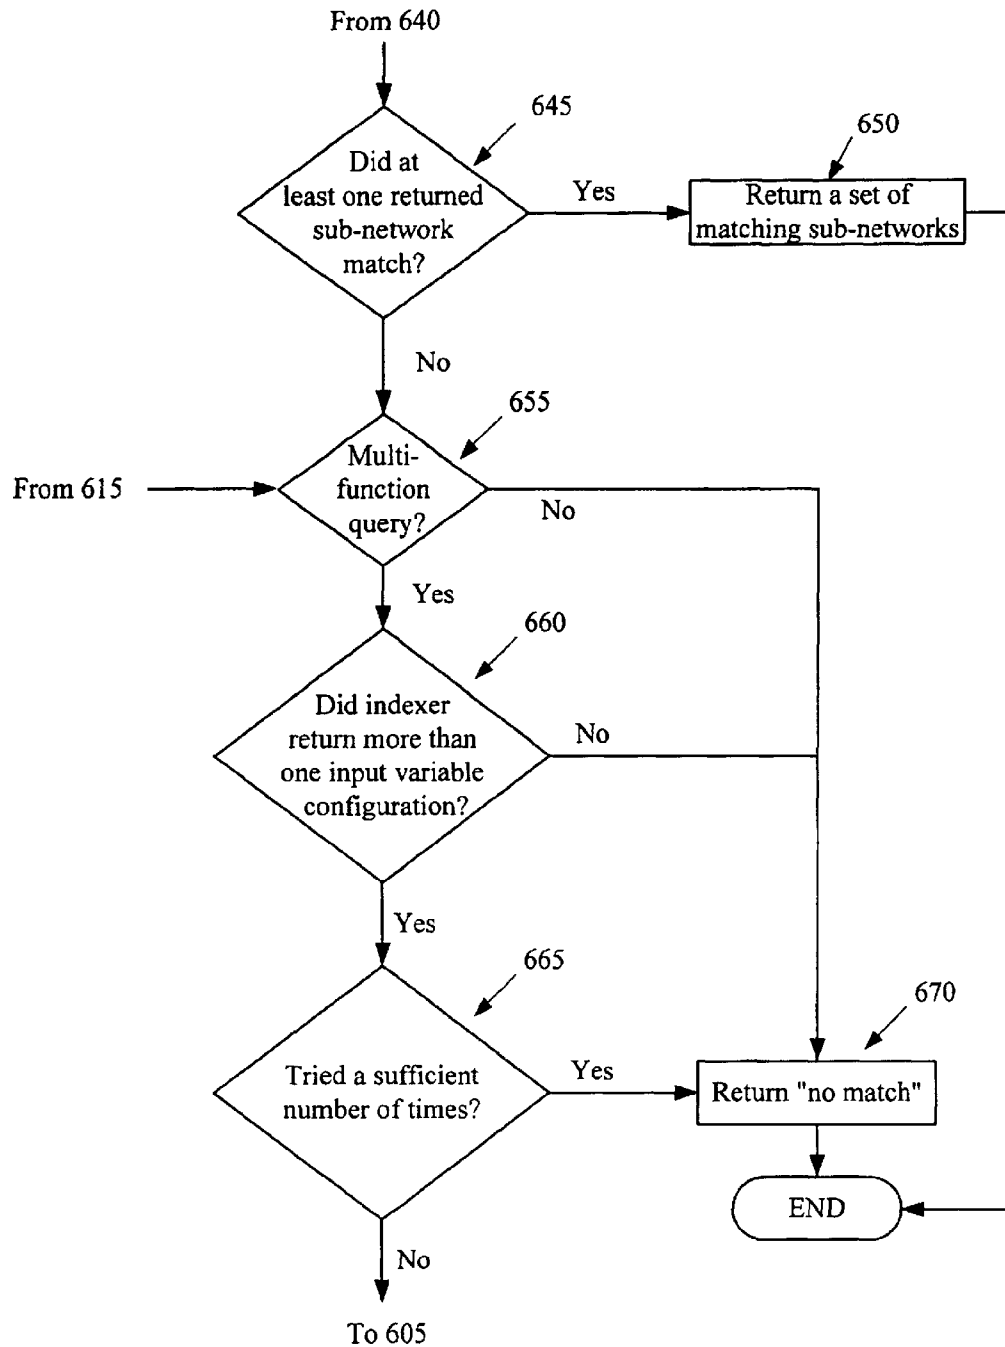 From 640
645
Did at
least one returned
sub-network
match?
Yes
650
Return a set of
matching sub-networks
No
655
From 615
Multi-
function
query?
No
Yes
660
Did indexer
return more than
one input variable
configuration?
No
Yes
665
Tried a sufficient
number of times?
Yes
670
Return "no match"
END
No
To 605